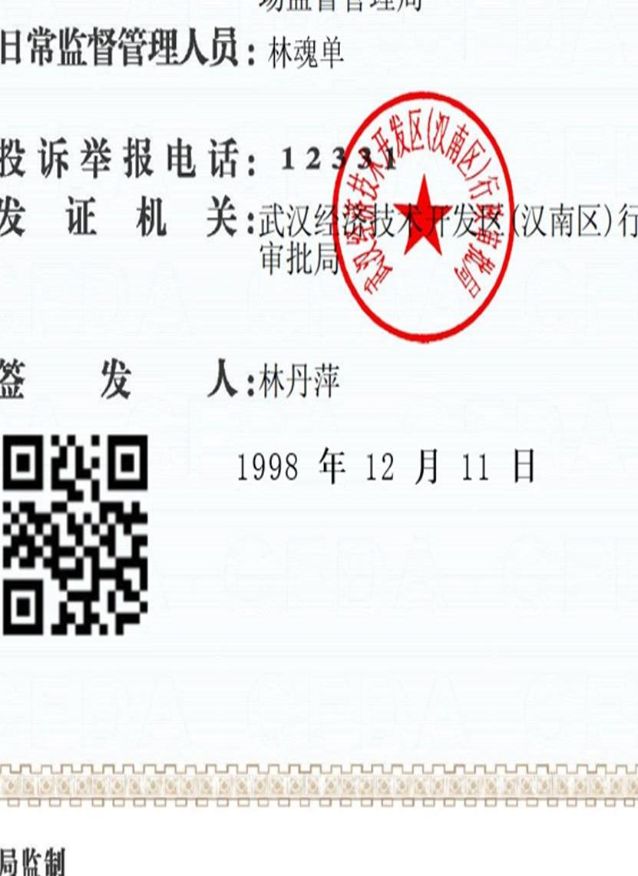 场监督管理局
日常监督管理人员:林魂单
投诉举报电话:12331
发证机关:武汉经济技术开发区(汉南区)行
审批局
武汉经济技术开发区(汉南区)行政审批局
签发人:林丹萍
1998 年 12 月 11 日
CFDA CFDA
CFDA CFDA
局监制